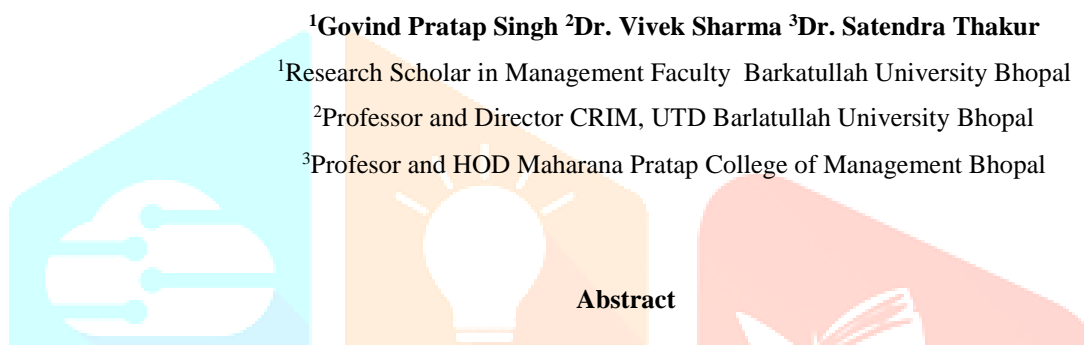 ¹Govind Pratap Singh ²Dr. Vivek Sharma ³Dr. Satendra Thakur
¹Research Scholar in Management Faculty Barkatullah University Bhopal
²Professor and Director CRIM, UTD Barlatullah University Bhopal
³Profesor and HOD Maharana Pratap College of Management Bhopal
Abstract